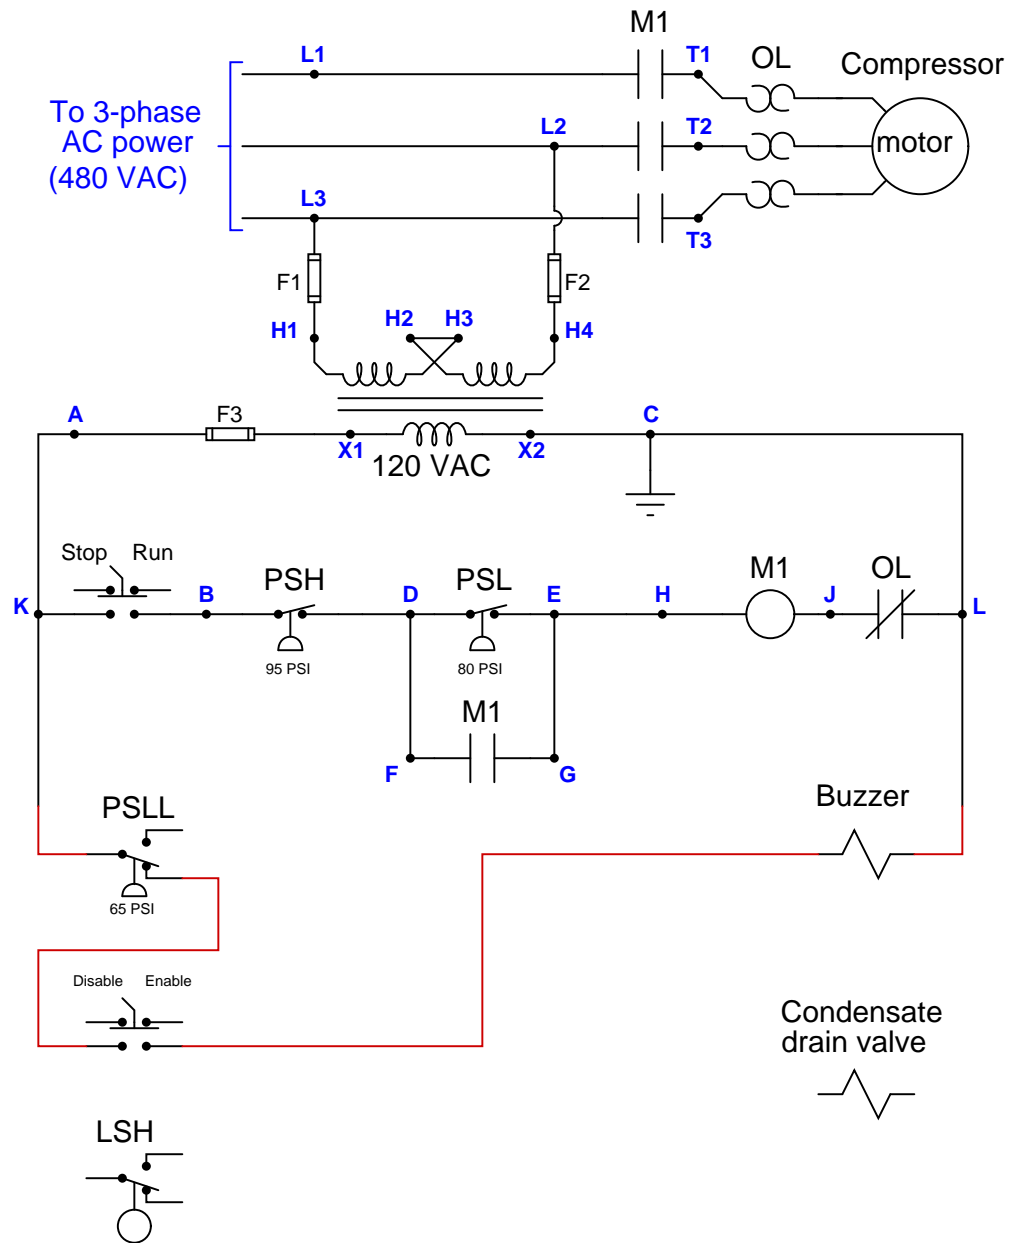 M1
L1
T1
OL
Compressor
To 3-phase
AC power
(480 VAC)
L2
T2
motor
L3
T3
F1
F2
H1
H2
H3
H4
A
F3
X1
X2
C
120 VAC
Stop
Run
PSH
PSL
M1
OL
K
B
D
E
H
J
L
95 PSI
80 PSI
M1
F
G
PSLL
Buzzer
65 PSI
Disable
Enable
Condensate
drain valve
LSH